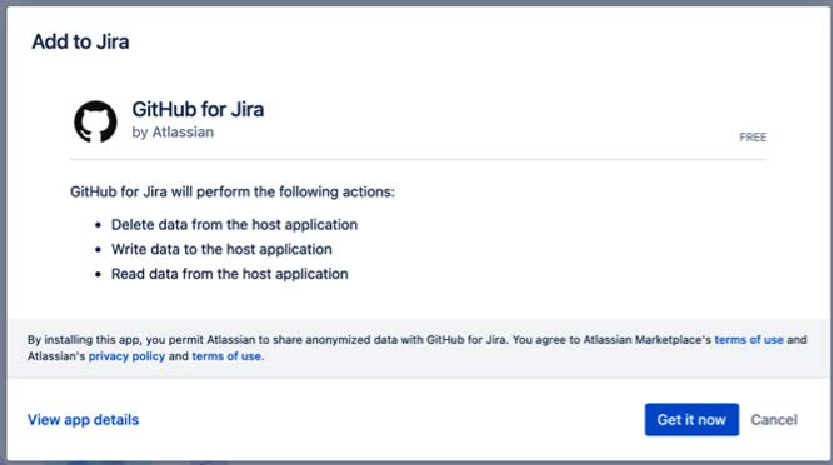 Add to Jira
GitHub for Jira
by Atlassian
FREE
GitHub for Jira will perform the following actions:
• Delete data from the host application
• Write data to the host application
• Read data from the host application
By installing this app, you permit Atlassian to share anonymized data with GitHub for Jira. You agree to Atlassian Marketplace's terms of use and
Atlassian's privacy policy and terms of use.
View app details
Get it now
Cancel